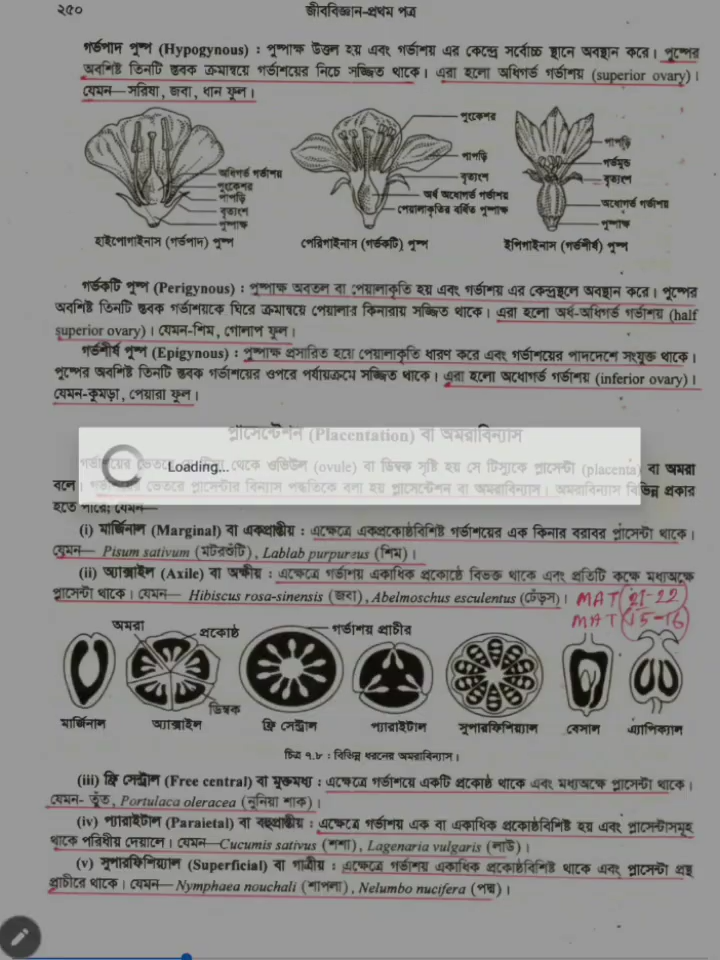 ২৫০
জীববিজ্ঞান-প্রথম পত্র
গর্ভপাদ পুষ্প (Hypogynous) : পুষ্পাক্ষ উত্তল হয় এবং গর্ভাশয় এর কেন্দ্রে সর্বোচ্চ স্থানে অবস্থান করে। পুষ্পের
অবশিষ্ট তিনটি স্তবক ক্রমান্বয়ে গর্ভাশয়ের নিচে সজ্জিত থাকে। এরা হলো অধিগর্ভ গর্ভাশয় (superior ovary)।
যেমন—সরিষা, জবা, ধান ফুল।
পুংকেশর
পাপড়ি
বৃত্যংশ
অর্ধ অধোগর্ভ গর্ভাশয়
পেয়ালাকৃতির বর্ধিত পুষ্পাক্ষ
অধিগর্ভ গর্ভাশয়
পুংকেশর
পাপড়ি
বৃত্যংশ
পুষ্পাক্ষ
পাপড়ি
গর্ভমুন্ড
বৃত্যংশ
অধোগর্ভ গর্ভাশয়
পুষ্পাক্ষ
হাইপোগাইনাস (গর্ভপাদ) পুষ্প
পেরিগাইনাস (গর্ভকটি) পুষ্প
ইপিগাইনাস (গর্ভশীর্ষ) পুষ্প
গর্ভকটি পুষ্প (Perigynous) : পুষ্পাক্ষ অবতল বা পেয়ালাকৃতি হয় এবং গর্ভাশয় এর কেন্দ্রস্থলে অবস্থান করে। পুষ্পের
অবশিষ্ট তিনটি স্তবক গর্ভাশয়কে ঘিরে ক্রমান্বয়ে পেয়ালার কিনারায় সজ্জিত থাকে। এরা হলো অর্ধ-অধিগর্ভ গর্ভাশয় (half
superior ovary)। যেমন-শিম, গোলাপ ফুল।
গর্ভশীর্ষ পুষ্প (Epigynous) : পুষ্পাক্ষ প্রসারিত হয়ে পেয়ালাকৃতি ধারণ করে এবং গর্ভাশয়ের পাদদেশে সংযুক্ত থাকে।
পুষ্পের অবশিষ্ট তিনটি স্তবক গর্ভাশয়ের ওপরে পর্যায়ক্রমে সজ্জিত থাকে। এরা হলো অধোগর্ভ গর্ভাশয় (inferior ovary)।
যেমন-কুমড়া, পেয়ারা ফুল।
প্লাসেন্টেশন (Placentation) বা অমরাবিন্যাস
গর্ভাশয়ের ভেতরে থেকে ওভিউল (ovule) বা ডিম্বক সৃষ্টি হয় সে টিস্যুকে প্লাসেন্টা (placenta) বা অমরা
Loading...
বলে। গর্ভাশয়ের ভেতরে প্লাসেন্টার বিন্যাস পদ্ধতিকে বলা হয় প্লাসেন্টেশন বা অমরাবিন্যাস। অমরাবিন্যাস বিভিন্ন প্রকার
হতে পারে; যেমন—
(i) মার্জিনাল (Marginal) বা একপ্রান্তীয় : এক্ষেত্রে একপ্রকোষ্ঠবিশিষ্ট গর্ভাশয়ের এক কিনার বরাবর প্লাসেন্টা থাকে।
যেমন— Pisum sativum (মটরশুঁটি), Lablab purpureus (শিম)।
(ii) অ্যাক্সাইল (Axile) বা অক্ষীয় : এক্ষেত্রে গর্ভাশয় একাধিক প্রকোষ্ঠে বিভক্ত থাকে এবং প্রতিটি কক্ষে মধ্যঅক্ষে
প্লাসেন্টা থাকে। যেমন— Hibiscus rosa-sinensis (জবা), Abelmoschus esculentus (ঢেঁড়স)। MAT 21-22
MAT 15-16
অমরা
প্রকোষ্ঠ
গর্ভাশয় প্রাচীর
ডিম্বক
মার্জিনাল
অ্যাক্সাইল
ফ্রি সেন্ট্রাল
প্যারাইটাল
সুপারফিশিয়্যাল
বেসাল
এ্যাপিক্যাল
চিত্র ৭.৮ : বিভিন্ন ধরনের অমরাবিন্যাস।
(iii) ফ্রি সেন্ট্রাল (Free central) বা মুক্তমধ্য : এক্ষেত্রে গর্ভাশয়ে একটি প্রকোষ্ঠ থাকে এবং মধ্যঅক্ষে প্লাসেন্টা থাকে।
যেমন- তুঁত, Portulaca oleracea (নুনিয়া শাক)।
(iv) প্যারাইটাল (Paraietal) বা বহুপ্রান্তীয় : এক্ষেত্রে গর্ভাশয় এক বা একাধিক প্রকোষ্ঠবিশিষ্ট হয় এবং প্লাসেন্টাসমূহ
থাকে পরিধীয় দেয়ালে। যেমন—Cucumis sativus (শশা), Lagenaria vulgaris (লাউ)।
(v) সুপারফিশিয়্যাল (Superficial) বা গাত্রীয় : এক্ষেত্রে গর্ভাশয় একাধিক প্রকোষ্ঠবিশিষ্ট থাকে এবং প্লাসেন্টা প্রস্থ
প্রাচীরে থাকে। যেমন—Nymphaea nouchali (শাপলা), Nelumbo nucifera (পদ্ম)।